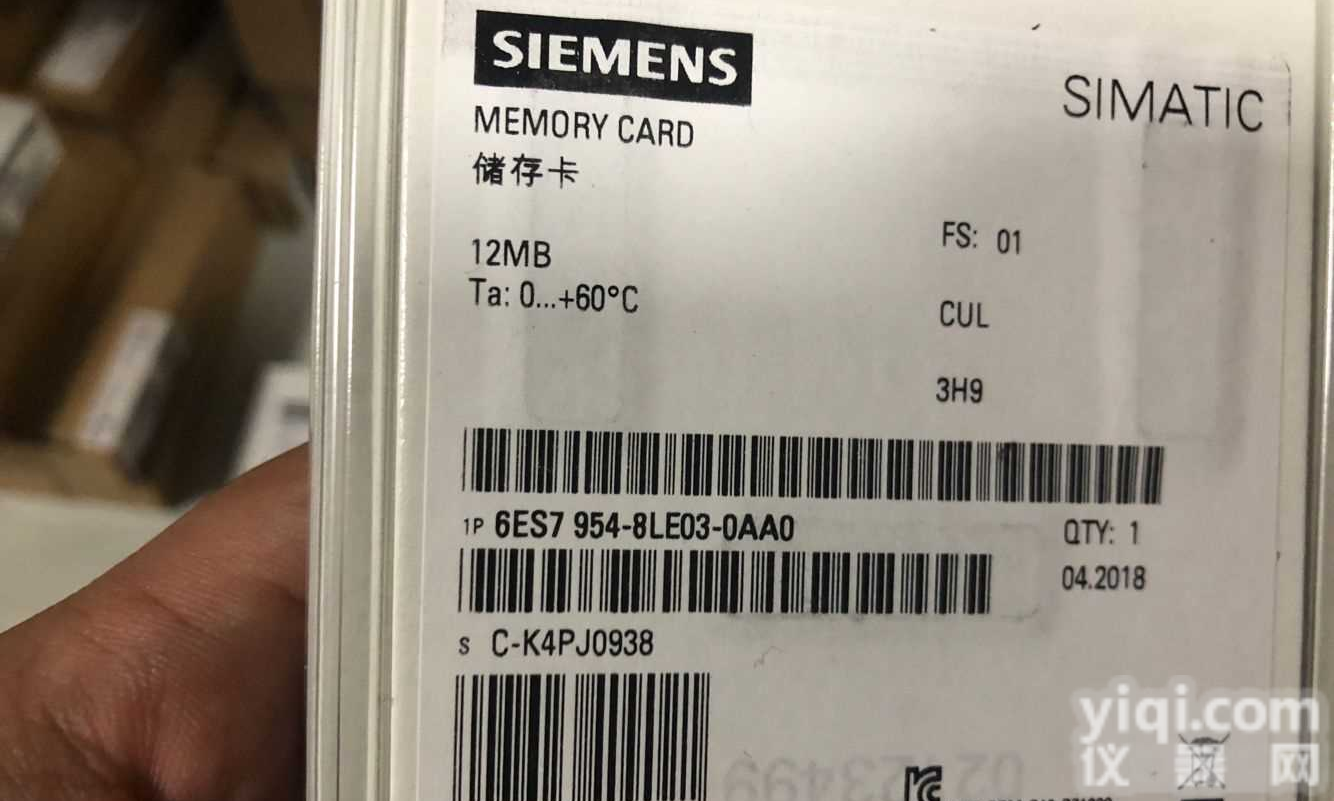 SIEMENS
SIMATIC
MEMORY CARD
储存卡
12MB
FS: 01
Ta: 0...+60°C
CUL
3H9
1P 6ES7 954-8LE03-0AA0
QTY: 1
04.2018
S C-K4PJ0938
yiqi.com
仪 器 网